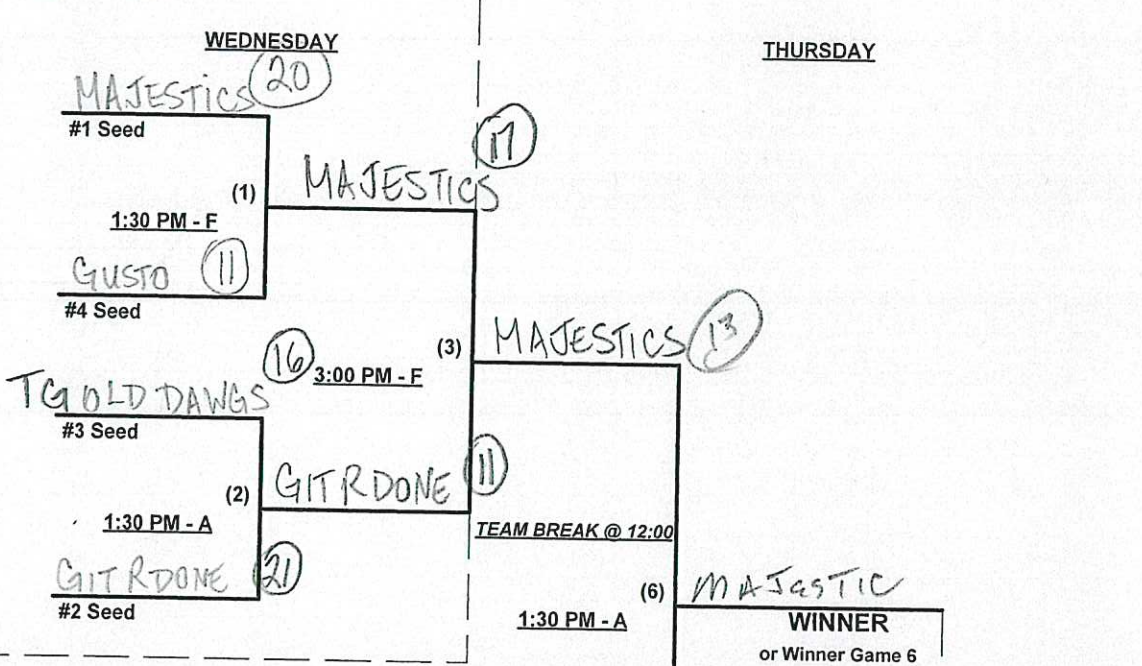 WEDNESDAY
THURSDAY
MAJESTICS 20
#1 Seed
17
(1) MAJESTICS
1:30 PM - F
GUSTO 11
#4 Seed
MAJESTICS 13
(3)
16 3:00 PM - F
TG OLD DAWGS
#3 Seed
(2) GITRDONE 11
1:30 PM - A
TEAM BREAK @ 12:00
GITRDONE 21
#2 Seed
(6) MAJESTIC
1:30 PM - A
WINNER
or Winner Game 6